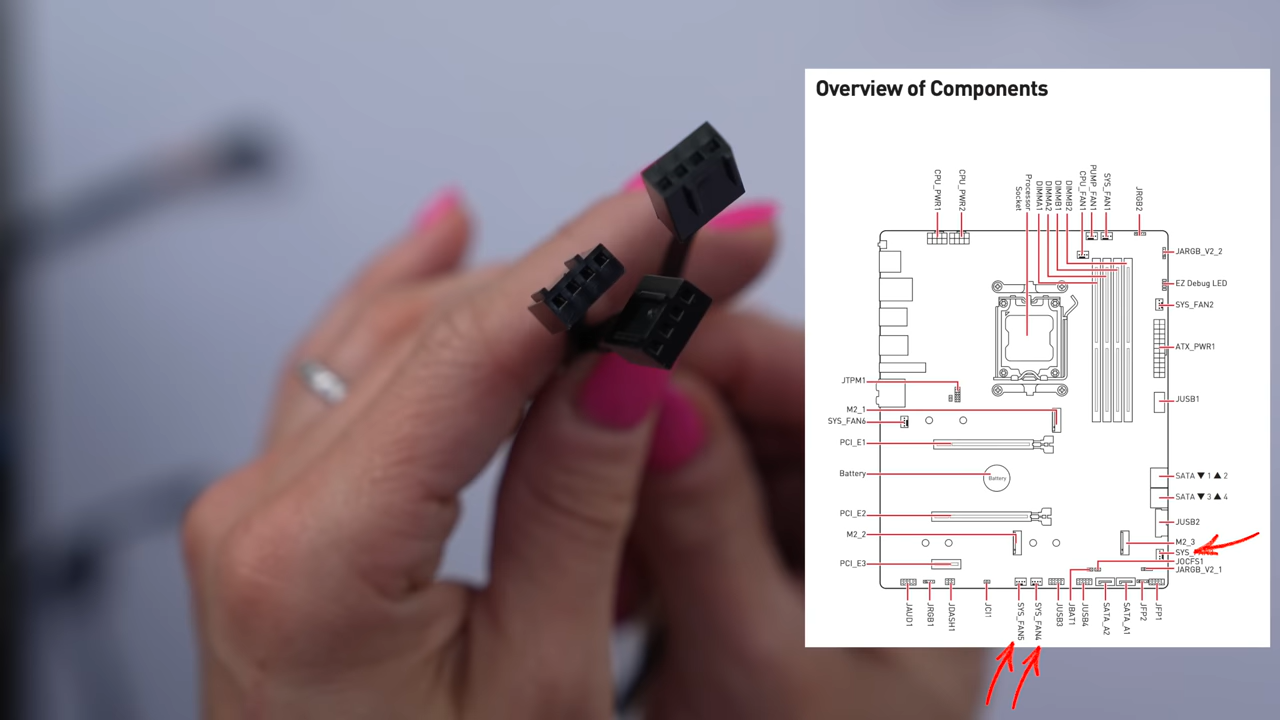 Overview of Components
CPU_PWR1
CPU_PWR2
Processor
Socket
DIMMA1
DIMMA2
DIMMB1
DIMMB2
CPU_FAN1
PUMP_FAN1
SYS_FAN1
JRGB2
JARGB_V2_2
EZ Debug LED
SYS_FAN2
ATX_PWR1
JUSB1
SATA ▼ 1 ▲ 2
SATA ▼ 3 ▲ 4
JUSB2
M2_3
JOCFS1
JARGB_V2_1
JTPM1
M2_1
SYS_FAN6
PCI_E1
Battery
Battery
PCI_E2
M2_2
PCI_E3
JAUD1
JRGB1
JDASH1
JCI1
SYS_FAN5
SYS_FAN4
JUSB3
JBAT1
JUSB4
SATA_A2
SATA_A1
JFP2
JFP1